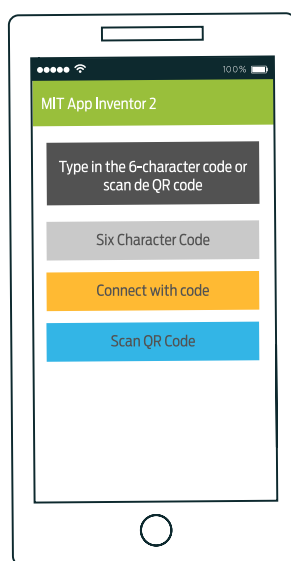 100%
MIT App Inventor 2
Type in the 6-character code or
scan de QR code
Six Character Code
Connect with code
Scan QR Code